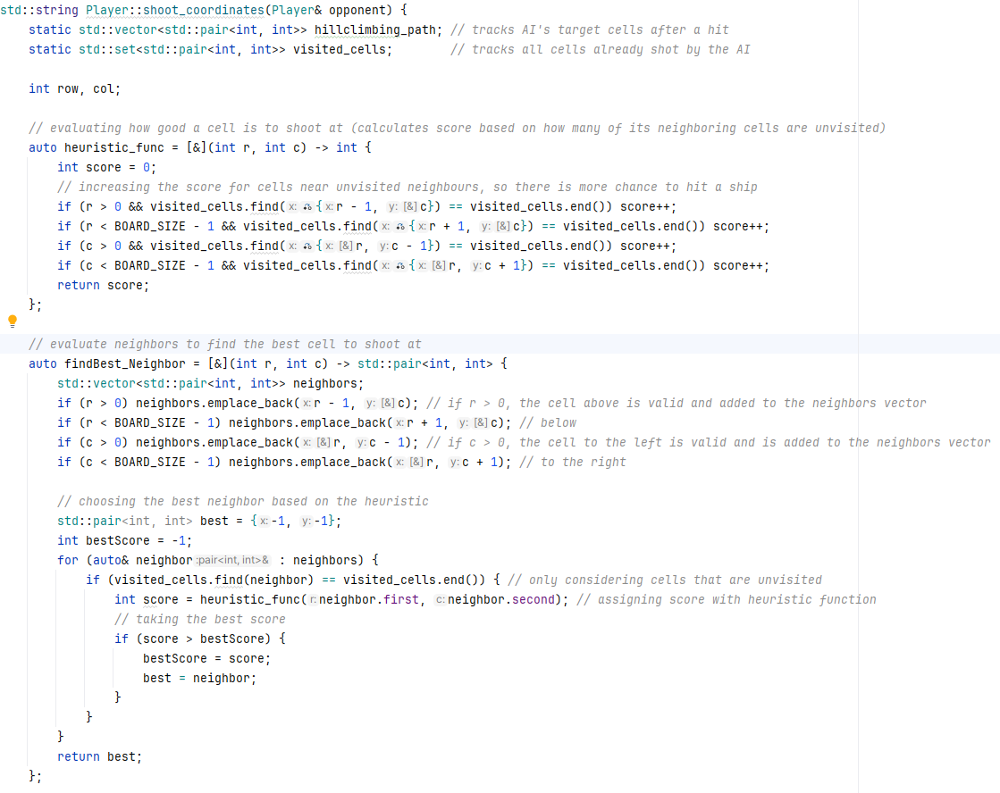 std::string Player::shoot_coordinates(Player& opponent) {
    static std::vector<std::pair<int, int>> hillclimbing_path; // tracks AI's target cells after a hit
    static std::set<std::pair<int, int>> visited_cells;        // tracks all cells already shot by the AI

    int row, col;

    // evaluating how good a cell is to shoot at (calculates score based on how many of its neighboring cells are unvisited)
    auto heuristic_func = [&](int r, int c) -> int {
        int score = 0;
        // increasing the score for cells near unvisited neighbours, so there is more chance to hit a ship
        if (r > 0 && visited_cells.find( x: {x: r - 1, y: [&] c}) == visited_cells.end()) score++;
        if (r < BOARD_SIZE - 1 && visited_cells.find( x: {x: r + 1, y: [&] c}) == visited_cells.end()) score++;
        if (c > 0 && visited_cells.find( x: {x: [&] r, y: c - 1}) == visited_cells.end()) score++;
        if (c < BOARD_SIZE - 1 && visited_cells.find( x: {x: [&] r, y: c + 1}) == visited_cells.end()) score++;
        return score;
    };

    // evaluate neighbors to find the best cell to shoot at
    auto findBest_Neighbor = [&](int r, int c) -> std::pair<int, int> {
        std::vector<std::pair<int, int>> neighbors;
        if (r > 0) neighbors.emplace_back( x: r - 1, y: [&] c); // if r > 0, the cell above is valid and added to the neighbors vector
        if (r < BOARD_SIZE - 1) neighbors.emplace_back( x: r + 1, y: [&] c); // below
        if (c > 0) neighbors.emplace_back( x: [&] r, y: c - 1); // if c > 0, the cell to the left is valid and is added to the neighbors vector
        if (c < BOARD_SIZE - 1) neighbors.emplace_back( x: [&] r, y: c + 1); // to the right

        // choosing the best neighbor based on the heuristic
        std::pair<int, int> best = { x: -1, y: -1};
        int bestScore = -1;
        for (auto& neighbor :pair<int,int>& : neighbors) {
            if (visited_cells.find(neighbor) == visited_cells.end()) { // only considering cells that are unvisited
                int score = heuristic_func( r: neighbor.first, c: neighbor.second); // assigning score with heuristic function
                // taking the best score
                if (score > bestScore) {
                    bestScore = score;
                    best = neighbor;
                }
            }
        }
        return best;
    };